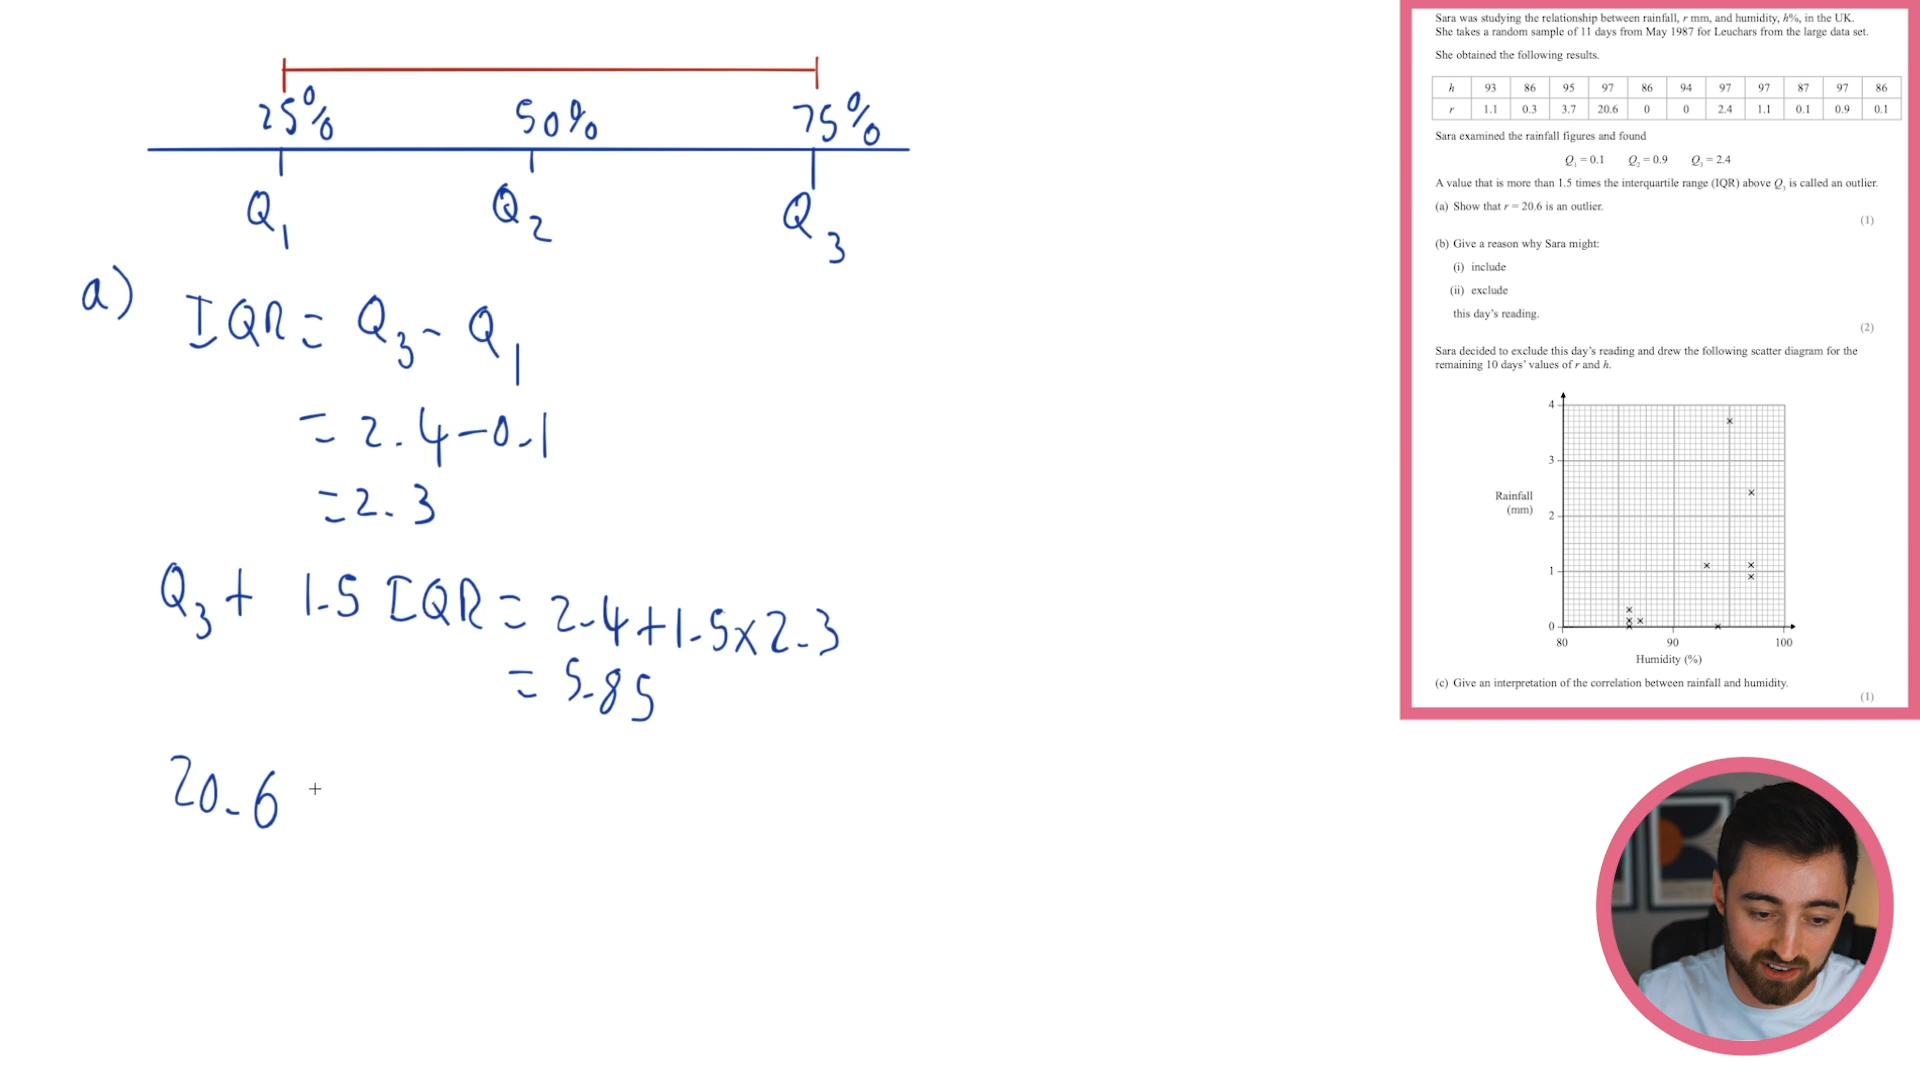 25% 50% 75%
Q1 Q2 Q3
a) IQR = Q3 - Q1
= 2.4 - 0.1
= 2.3
Q3 + 1.5 IQR = 2.4 + 1.5 x 2.3
= 5.85
20.6
Sara was studying the relationship between rainfall, r mm, and humidity, h%, in the UK.
She takes a random sample of 11 days from May 1987 for Leuchars from the large data set.
She obtained the following results.
h 93 86 95 97 86 94 97 97 87 97 86
r 1.1 0.3 3.7 20.6 0 0 2.4 1.1 0.1 0.9 0.1
Sara examined the rainfall figures and found
Q1 = 0.1 Q2 = 0.9 Q3 = 2.4
A value that is more than 1.5 times the interquartile range (IQR) above Q3 is called an outlier.
(a) Show that r = 20.6 is an outlier.
(1)
(b) Give a reason why Sara might:
(i) include
(ii) exclude
this day's reading.
(2)
Sara decided to exclude this day's reading and drew the following scatter diagram for the
remaining 10 days' values of r and h.
4
3
Rainfall
(mm)
2
1
0
80 90 100
Humidity (%)
(c) Give an interpretation of the correlation between rainfall and humidity.
(1)